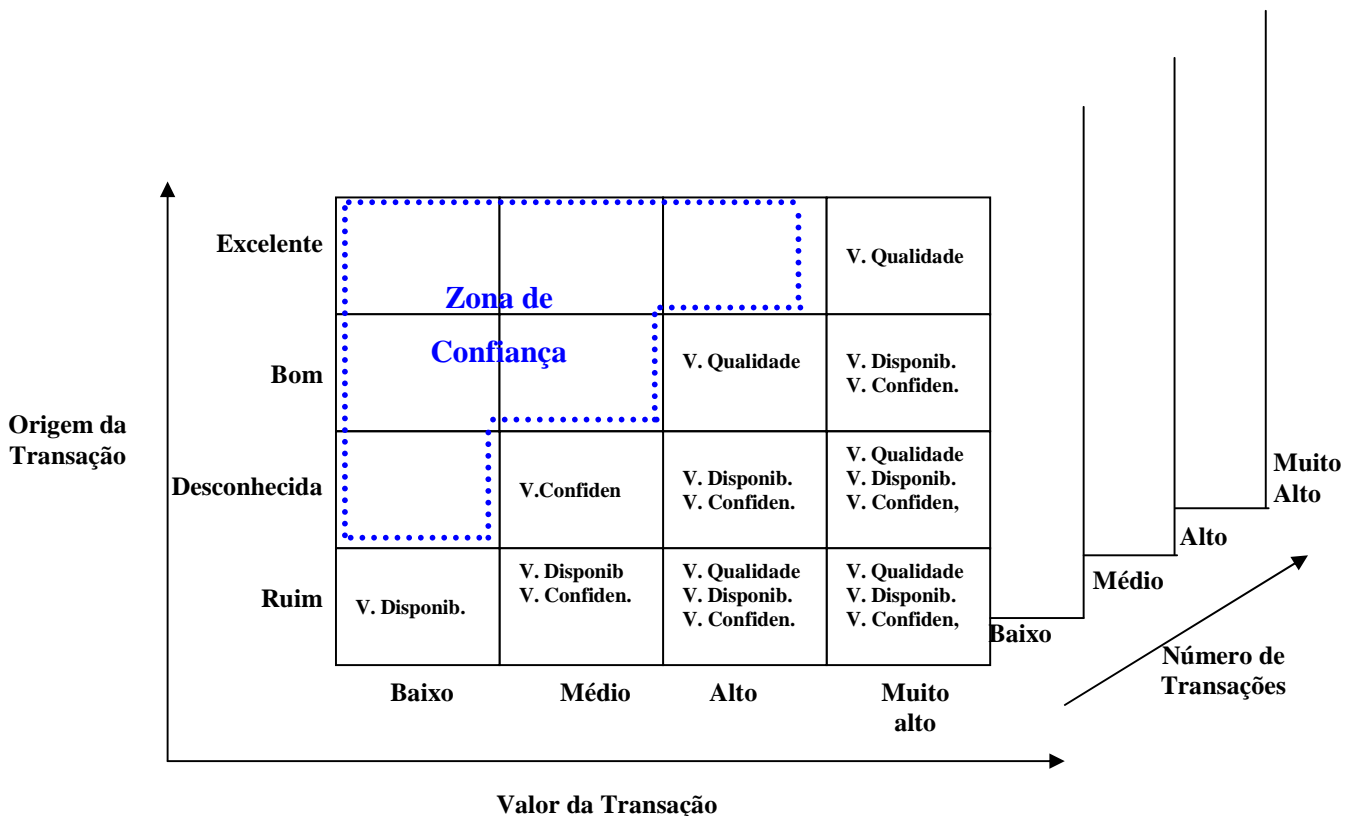 Excelente
V. Qualidade
Zona de
Confiança
Bom
V. Qualidade
V. Disponib.
V. Confiden.
Origem da
Transação
Desconhecida
V.Confiden
V. Disponib.
V. Confiden.
V. Qualidade
V. Disponib.
V. Confiden,
Ruim
V. Disponib.
V. Disponib
V. Confiden.
V. Qualidade
V. Disponib.
V. Confiden.
V. Qualidade
V. Disponib.
V. Confiden,
Baixo
Médio
Alto
Muito
Alto
Número de
Transações
Baixo
Médio
Alto
Muito
alto
Valor da Transação